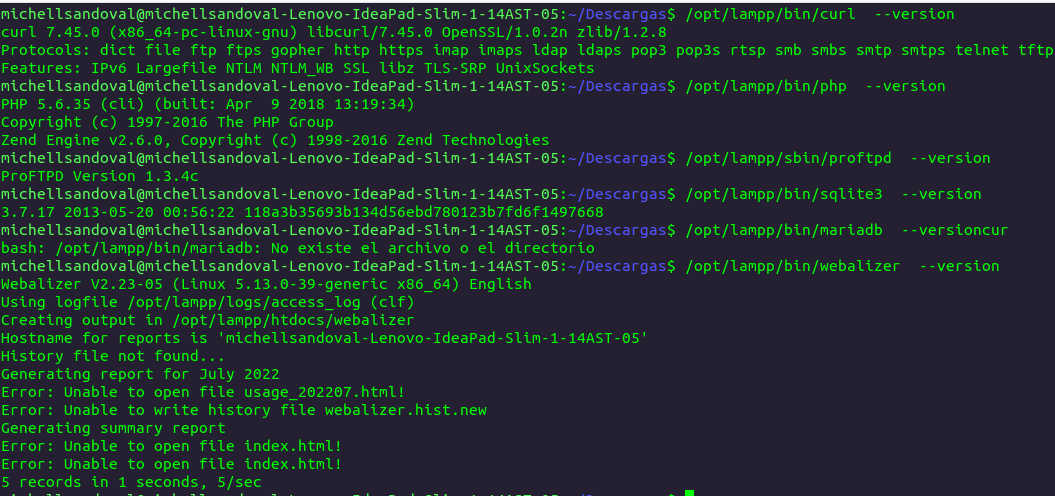 michellsandoval@michellsandoval-Lenovo-IdeaPad-Slim-1-14AST-05:~/Descargas$ /opt/lampp/bin/curl  --version
curl 7.45.0 (x86_64-pc-linux-gnu) libcurl/7.45.0 OpenSSL/1.0.2n zlib/1.2.8
Protocols: dict file ftp ftps gopher http https imap imaps ldap ldaps pop3 pop3s rtsp smb smbs smtp smtps telnet tftp
Features: IPv6 Largefile NTLM NTLM_WB SSL libz TLS-SRP UnixSockets
michellsandoval@michellsandoval-Lenovo-IdeaPad-Slim-1-14AST-05:~/Descargas$ /opt/lampp/bin/php  --version
PHP 5.6.35 (cli) (built: Apr  9 2018 13:19:34)
Copyright (c) 1997-2016 The PHP Group
Zend Engine v2.6.0, Copyright (c) 1998-2016 Zend Technologies
michellsandoval@michellsandoval-Lenovo-IdeaPad-Slim-1-14AST-05:~/Descargas$ /opt/lampp/sbin/proftpd  --version
ProFTPD Version 1.3.4c
michellsandoval@michellsandoval-Lenovo-IdeaPad-Slim-1-14AST-05:~/Descargas$ /opt/lampp/bin/sqlite3  --version
3.7.17 2013-05-20 00:56:22 118a3b35693b134d56ebd780123b7fd6f1497668
michellsandoval@michellsandoval-Lenovo-IdeaPad-Slim-1-14AST-05:~/Descargas$ /opt/lampp/bin/mariadb  --versioncur
bash: /opt/lampp/bin/mariadb: No existe el archivo o el directorio
michellsandoval@michellsandoval-Lenovo-IdeaPad-Slim-1-14AST-05:~/Descargas$ /opt/lampp/bin/webalizer  --version
Webalizer V2.23-05 (Linux 5.13.0-39-generic x86_64) English
Using logfile /opt/lampp/logs/access_log (clf)
Creating output in /opt/lampp/htdocs/webalizer
Hostname for reports is 'michellsandoval-Lenovo-IdeaPad-Slim-1-14AST-05'
History file not found...
Generating report for July 2022
Error: Unable to open file usage_202207.html!
Error: Unable to write history file webalizer.hist.new
Generating summary report
Error: Unable to open file index.html!
Error: Unable to open file index.html!
5 records in 1 seconds, 5/sec
michellsandoval@michellsandoval-Lenovo-IdeaPad-Slim-1-14AST-05:~/Descargas$